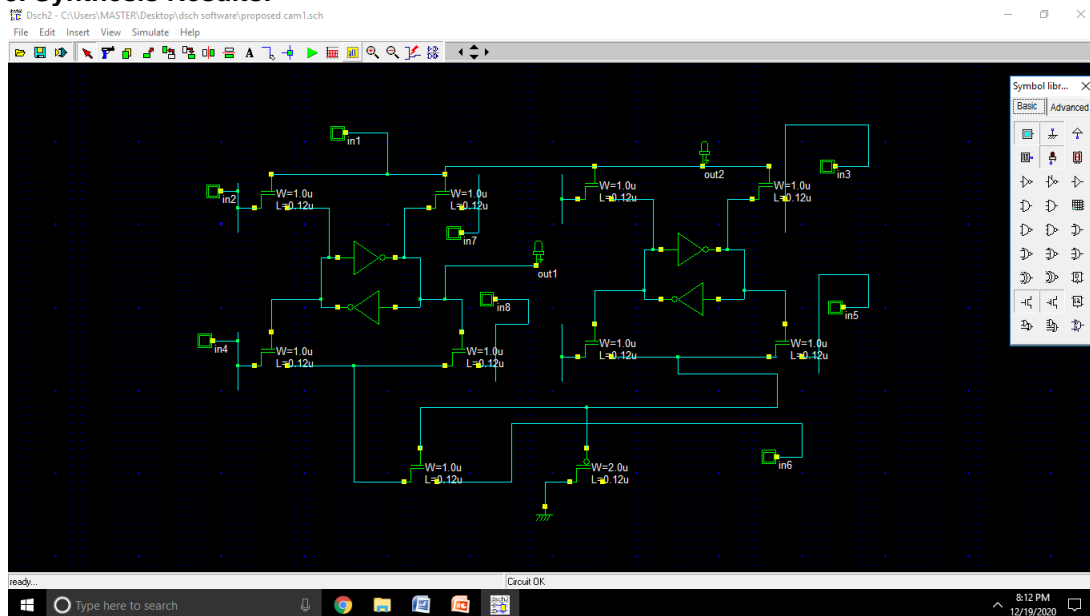 Dsch2 - C:\Users\MASTER\Desktop\dsch software\proposed cam1.sch
File Edit Insert View Simulate Help
A
Symbol libr...
Basic Advanced
in1
out2
in3
in2
W=1.0u
L=0.12u
W=1.0u
L=0.12u
W=1.0u
L=0.12u
W=1.0u
L=0.12u
in7
out1
in8
in5
in4
W=1.0u
L=0.12u
W=1.0u
L=0.12u
W=1.0u
L=0.12u
W=1.0u
L=0.12u
in6
W=1.0u
L=0.12u
W=2.0u
L=0.12u
ready...
Circuit OK
Type here to search
8:12 PM
12/19/2020